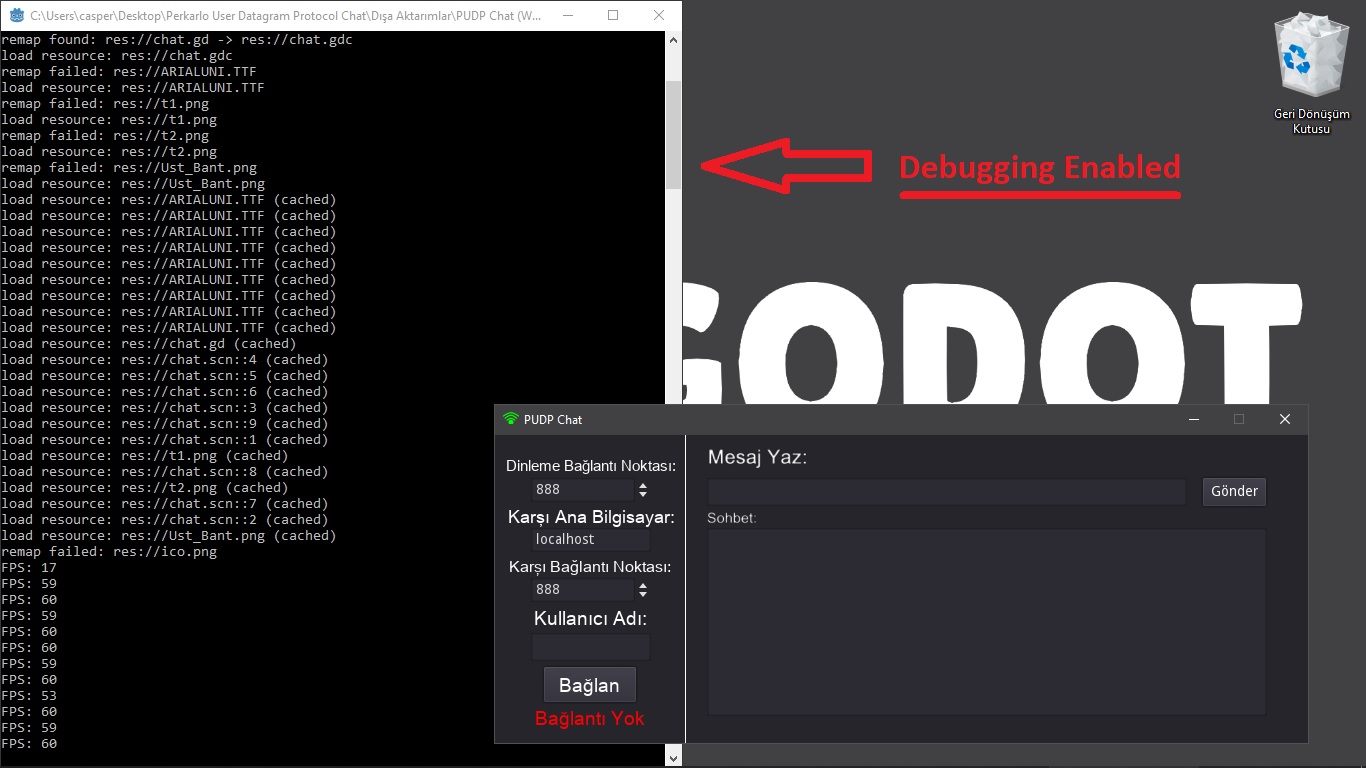 C:\Users\casper\Desktop\Perkarlo User Datagram Protocol Chat\Dışa Aktarımlar\PUDP Chat (W...
remap found: res://chat.gd -> res://chat.gdc
load resource: res://chat.gdc
remap failed: res://ARIALUNI.TTF
load resource: res://ARIALUNI.TTF
remap failed: res://t1.png
load resource: res://t1.png
remap failed: res://t2.png
load resource: res://t2.png
remap failed: res://Ust_Bant.png
load resource: res://Ust_Bant.png
load resource: res://ARIALUNI.TTF (cached)
load resource: res://ARIALUNI.TTF (cached)
load resource: res://ARIALUNI.TTF (cached)
load resource: res://ARIALUNI.TTF (cached)
load resource: res://ARIALUNI.TTF (cached)
load resource: res://ARIALUNI.TTF (cached)
load resource: res://ARIALUNI.TTF (cached)
load resource: res://ARIALUNI.TTF (cached)
load resource: res://ARIALUNI.TTF (cached)
load resource: res://chat.gd (cached)
load resource: res://chat.scn::4 (cached)
load resource: res://chat.scn::5 (cached)
load resource: res://chat.scn::6 (cached)
load resource: res://chat.scn::3 (cached)
load resource: res://chat.scn::9 (cached)
load resource: res://chat.scn::1 (cached)
load resource: res://t1.png (cached)
load resource: res://chat.scn::8 (cached)
load resource: res://t2.png (cached)
load resource: res://chat.scn::7 (cached)
load resource: res://chat.scn::2 (cached)
load resource: res://Ust_Bant.png (cached)
remap failed: res://ico.png
FPS: 17
FPS: 59
FPS: 60
FPS: 59
FPS: 60
FPS: 60
FPS: 59
FPS: 60
FPS: 53
FPS: 60
FPS: 59
FPS: 60
Geri Dönüşüm
Kutusu
Debugging Enabled
GODOT
PUDP Chat
Dinleme Bağlantı Noktası:
888
Karşı Ana Bilgisayar:
localhost
Karşı Bağlantı Noktası:
888
Kullanıcı Adı:
Bağlan
Bağlantı Yok
Mesaj Yaz:
Gönder
Sohbet: